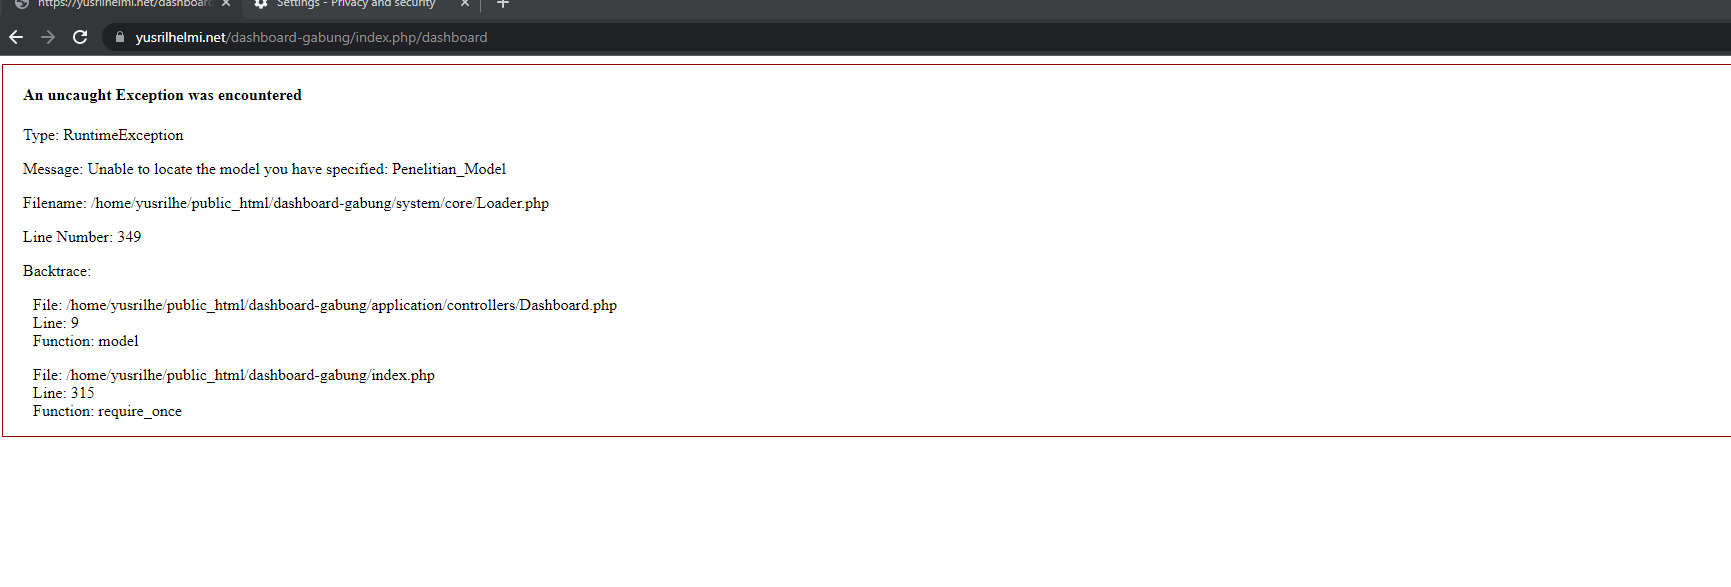 https://yusrilhelmi.net/dashboard
Settings - Privacy and security
yusrilhelmi.net/dashboard-gabung/index.php/dashboard
An uncaught Exception was encountered
Type: RuntimeException
Message: Unable to locate the model you have specified: Penelitian_Model
Filename: /home/yusrilhe/public_html/dashboard-gabung/system/core/Loader.php
Line Number: 349
Backtrace:
File: /home/yusrilhe/public_html/dashboard-gabung/application/controllers/Dashboard.php
Line: 9
Function: model
File: /home/yusrilhe/public_html/dashboard-gabung/index.php
Line: 315
Function: require_once